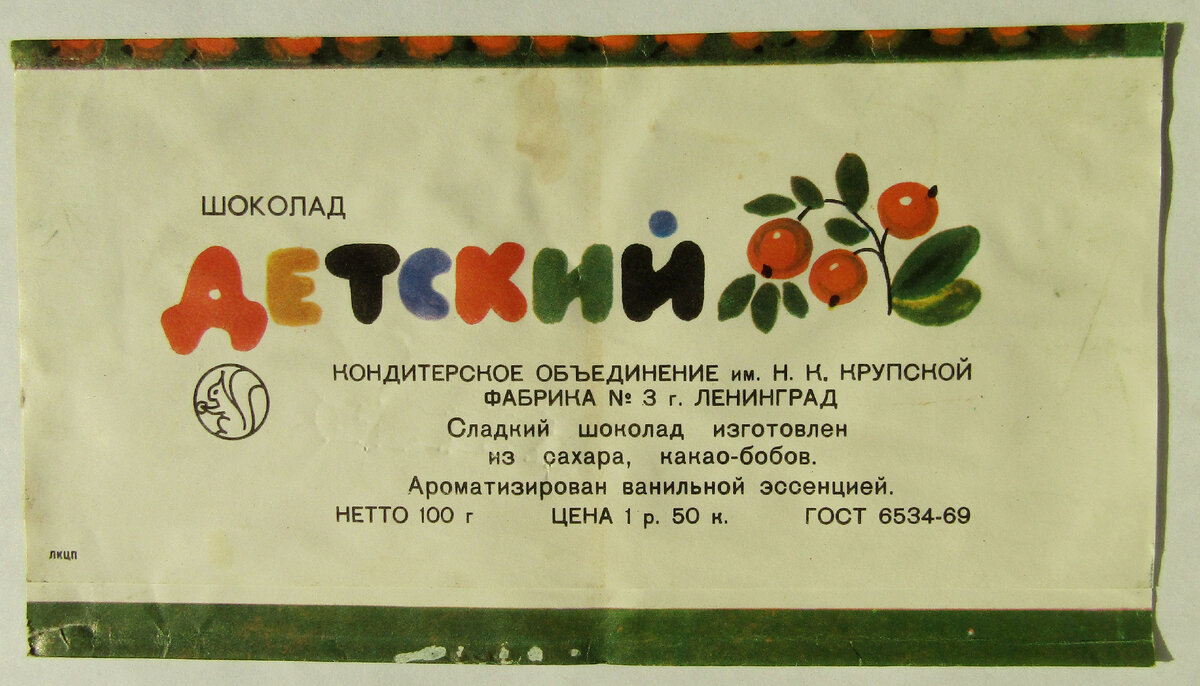 ШОКОЛАД
ДЕТСКИЙ
КОНДИТЕРСКОЕ ОБЪЕДИНЕНИЕ им. Н. К. КРУПСКОЙ
ФАБРИКА № 3 г. ЛЕНИНГРАД
Сладкий шоколад изготовлен
из сахара, какао-бобов.
Ароматизирован ванильной эссенцией.
НЕТТО 100 г ЦЕНА 1 р. 50 к. ГОСТ 6534-69
ЛКЦП